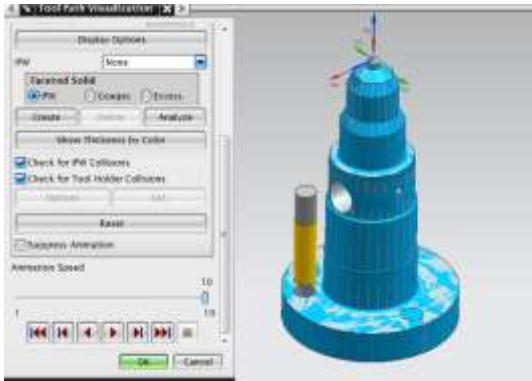 Tool Path Visualization
Display Options
IPW
None
Faceted Solid
IPW
Gouges
Excess
Create
Delete
Analyze
Show Thickness by Color
Check for IPW Collisions
Check for Tool Holder Collisions
Options
List
Reset
Suppress Animation
Animation Speed
10
1
10
OK
Cancel